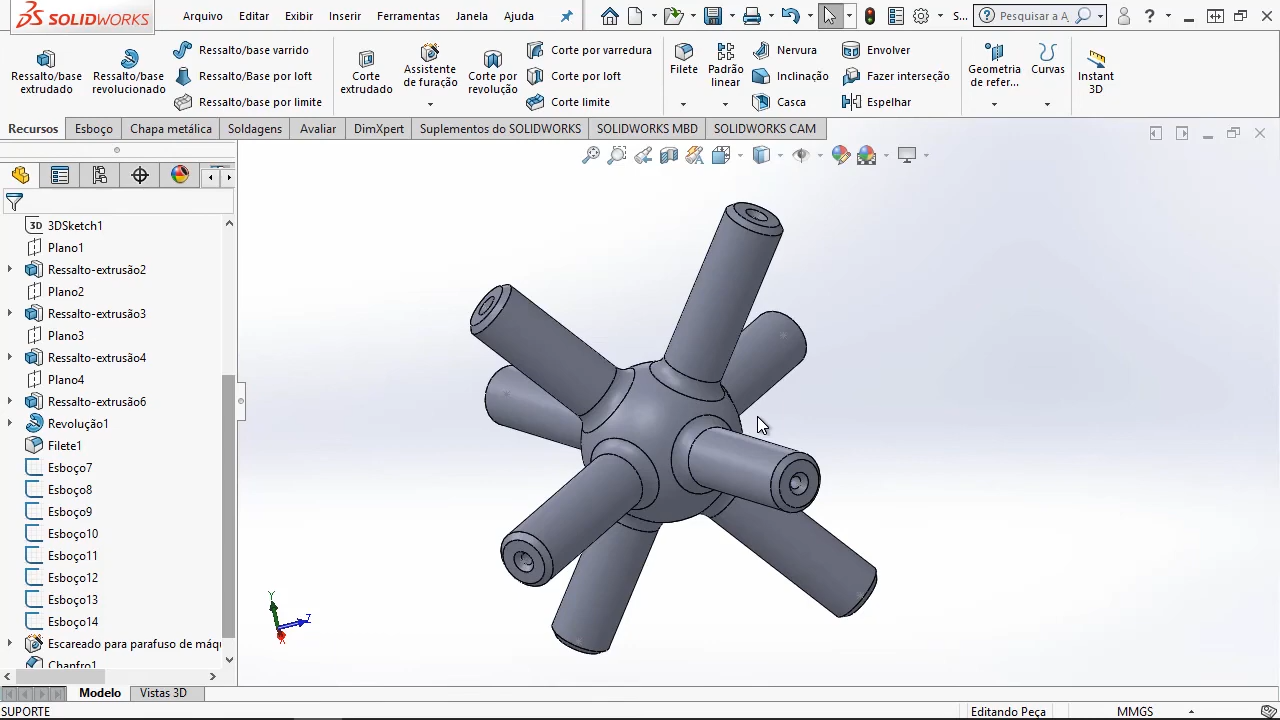 SOLIDWORKS Arquivo Editar Exibir Inserir Ferramentas Janela Ajuda S... Pesquisar a A
Ressalto/base extrudado
Ressalto/base revolucionado
Ressalto/base varrido
Ressalto/Base por loft
Ressalto/base por limite
Corte extrudado
Assistente de furação
Corte por revolução
Corte por varredura
Corte por loft
Corte limite
Filete
Padrão linear
Nervura
Inclinação
Casca
Envolver
Fazer interseção
Espelhar
Geometria de refer...
Curvas
Instant 3D
Recursos Esboço Chapa metálica Soldagens Avaliar DimXpert Suplementos do SOLIDWORKS SOLIDWORKS MBD SOLIDWORKS CAM
3D 3DSketch1
Plano1
Ressalto-extrusão2
Plano2
Ressalto-extrusão3
Plano3
Ressalto-extrusão4
Plano4
Ressalto-extrusão6
Revolução1
Filete1
Esboço7
Esboço8
Esboço9
Esboço10
Esboço11
Esboço12
Esboço13
Esboço14
Escareado para parafuso de máqu
Chanfro1
Y
Z
X
Modelo Vistas 3D
SUPORTE Editando Peça MMGS